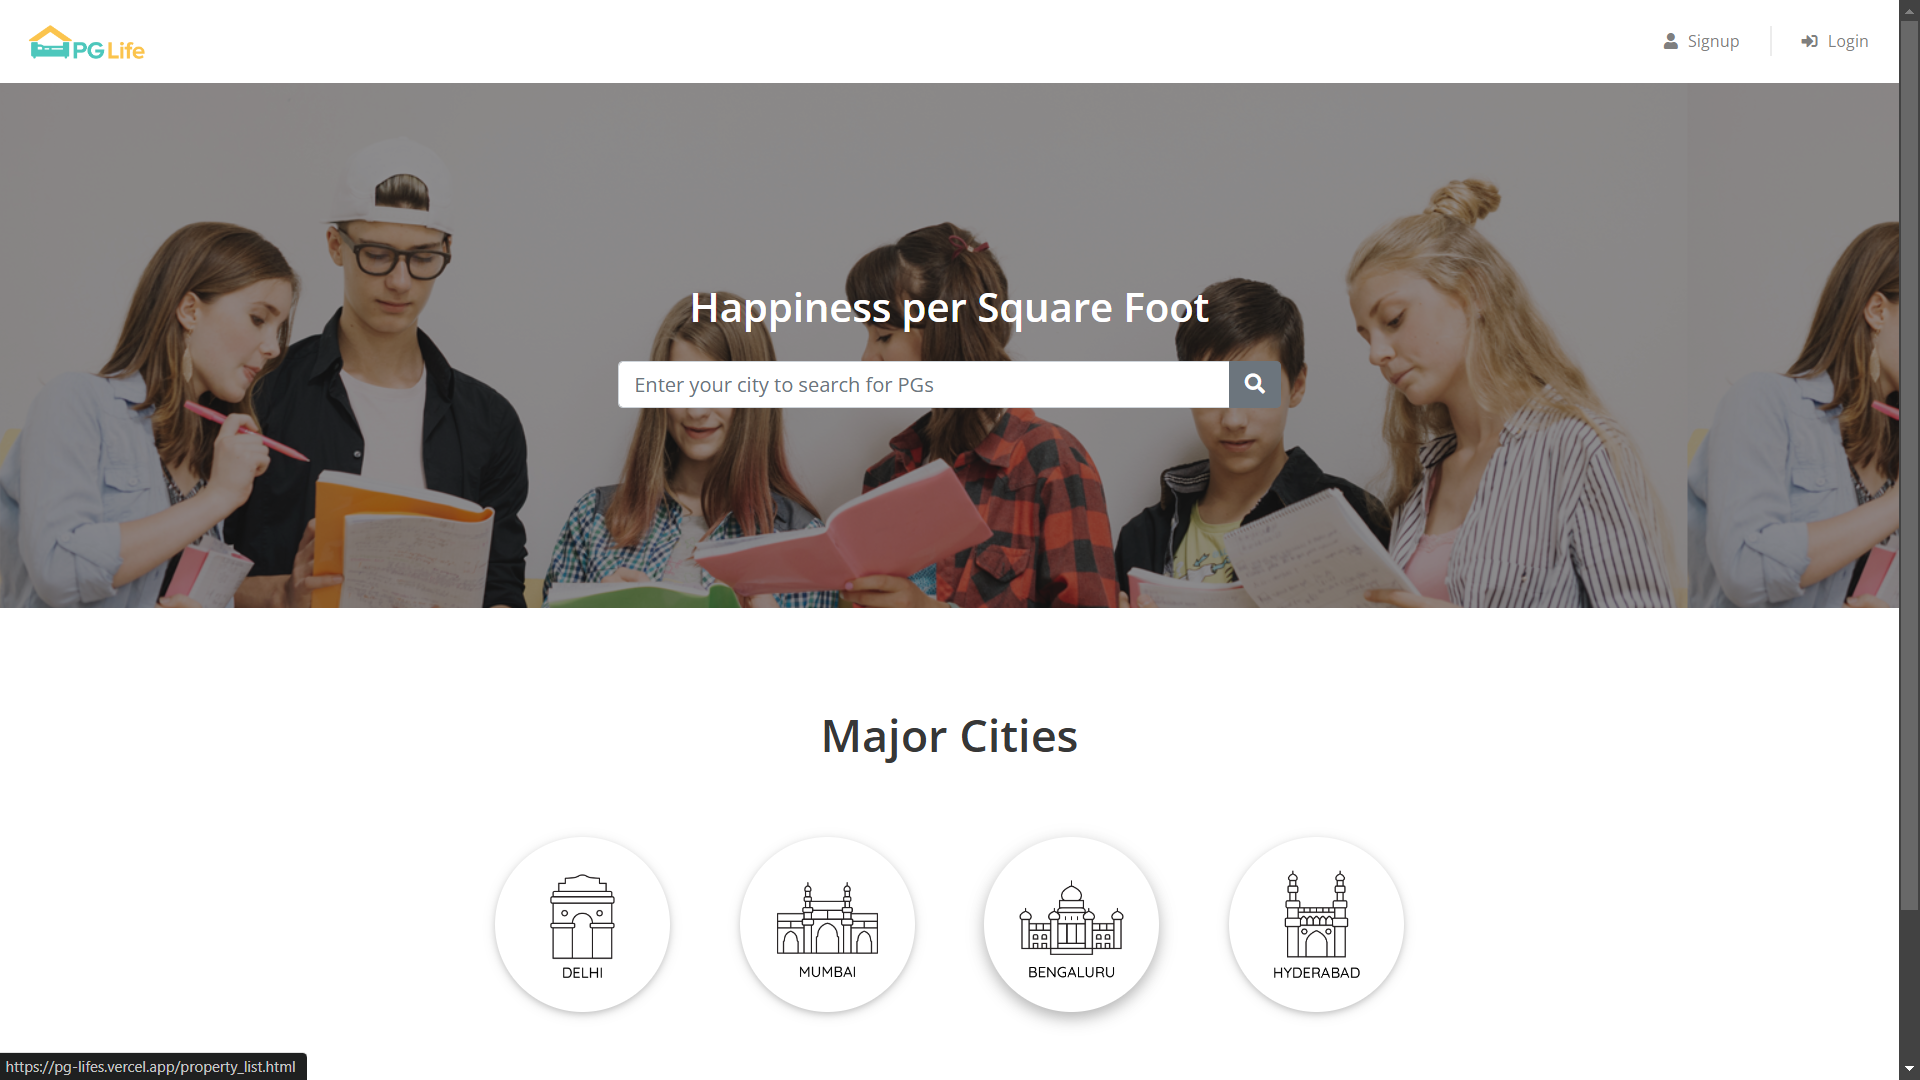 PG Life
Signup
Login
Happiness per Square Foot
Enter your city to search for PGs
Major Cities
DELHI
MUMBAI
BENGALURU
HYDERABAD
https://pg-lifes.vercel.app/property_list.html